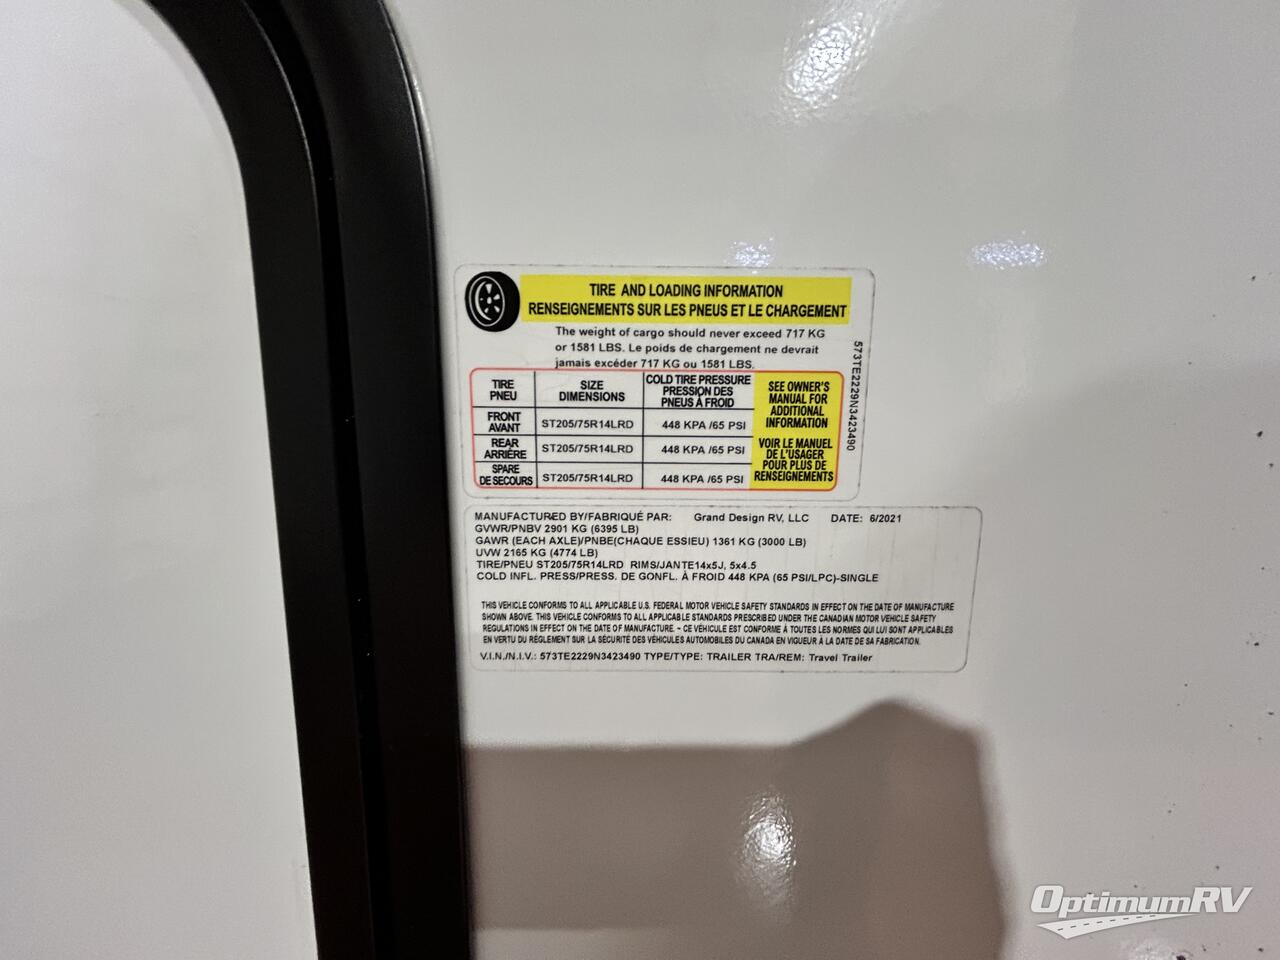 TIRE AND LOADING INFORMATION
RENSEIGNEMENTS SUR LES PNEUS ET LE CHARGEMENT
The weight of cargo should never exceed 717 KG
or 1581 LBS. Le poids de chargement ne devrait
jamais excéder 717 KG ou 1581 LBS.
TIRE PNEU SIZE DIMENSIONS COLD TIRE PRESSURE PRESSION DES PNEUS À FROID
FRONT AVANT ST205/75R14LRD 448 KPA /65 PSI
REAR ARRIÈRE ST205/75R14LRD 448 KPA /65 PSI
SPARE DE SECOURS ST205/75R14LRD 448 KPA /65 PSI
SEE OWNER'S
MANUAL FOR
ADDITIONAL
INFORMATION
VOIR LE MANUEL
DE L'USAGER
POUR PLUS DE
RENSEIGNEMENTS
573TE2229N3423490
MANUFACTURED BY/FABRIQUÉ PAR: Grand Design RV, LLC DATE: 6/2021
GVWR/PNBV 2901 KG (6395 LB)
GAWR (EACH AXLE)/PNBE(CHAQUE ESSIEU) 1361 KG (3000 LB)
UVW 2165 KG (4774 LB)
TIRE/PNEU ST205/75R14LRD RIMS/JANTE14x5J, 5x4.5
COLD INFL. PRESS/PRESS. DE GONFL. À FROID 448 KPA (65 PSI/LPC)-SINGLE
THIS VEHICLE CONFORMS TO ALL APPLICABLE U.S. FEDERAL MOTOR VEHICLE SAFETY STANDARDS IN EFFECT ON THE DATE OF MANUFACTURE
SHOWN ABOVE. THIS VEHICLE CONFORMS TO ALL APPLICABLE STANDARDS PRESCRIBED UNDER THE CANADIAN MOTOR VEHICLE SAFETY
REGULATIONS IN EFFECT ON THE DATE OF MANUFACTURE. - CE VÉHICULE EST CONFORME À TOUTES LES NORMES QUI LUI SONT APPLICABLES
EN VERTU DU RÈGLEMENT SUR LA SÉCURITÉ DES VÉHICULES AUTOMOBILES DU CANADA EN VIGUEUR À LA DATE DE SA FABRICATION.
V.I.N./N.I.V.: 573TE2229N3423490 TYPE/TYPE: TRAILER TRA/REM: Travel Trailer
OptimumRV